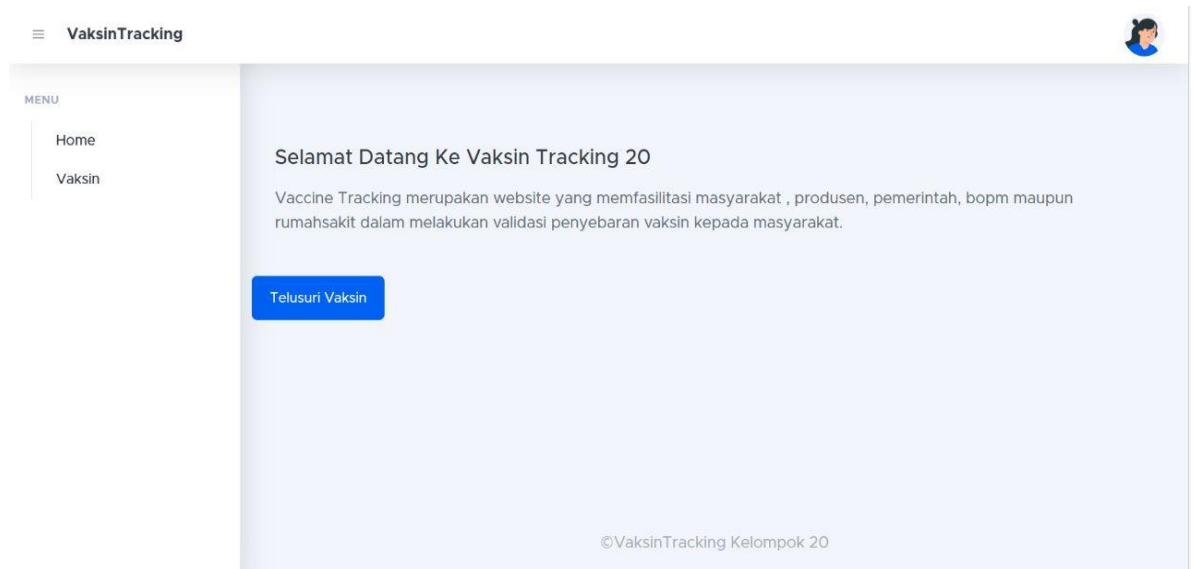 VaksinTracking
MENU
Home
Vaksin
Selamat Datang Ke Vaksin Tracking 20
Vaccine Tracking merupakan website yang memfasilitasi masyarakat , produsen, pemerintah, bopm maupun
rumahsakit dalam melakukan validasi penyebaran vaksin kepada masyarakat.
Telusuri Vaksin
©VaksinTracking Kelompok 20